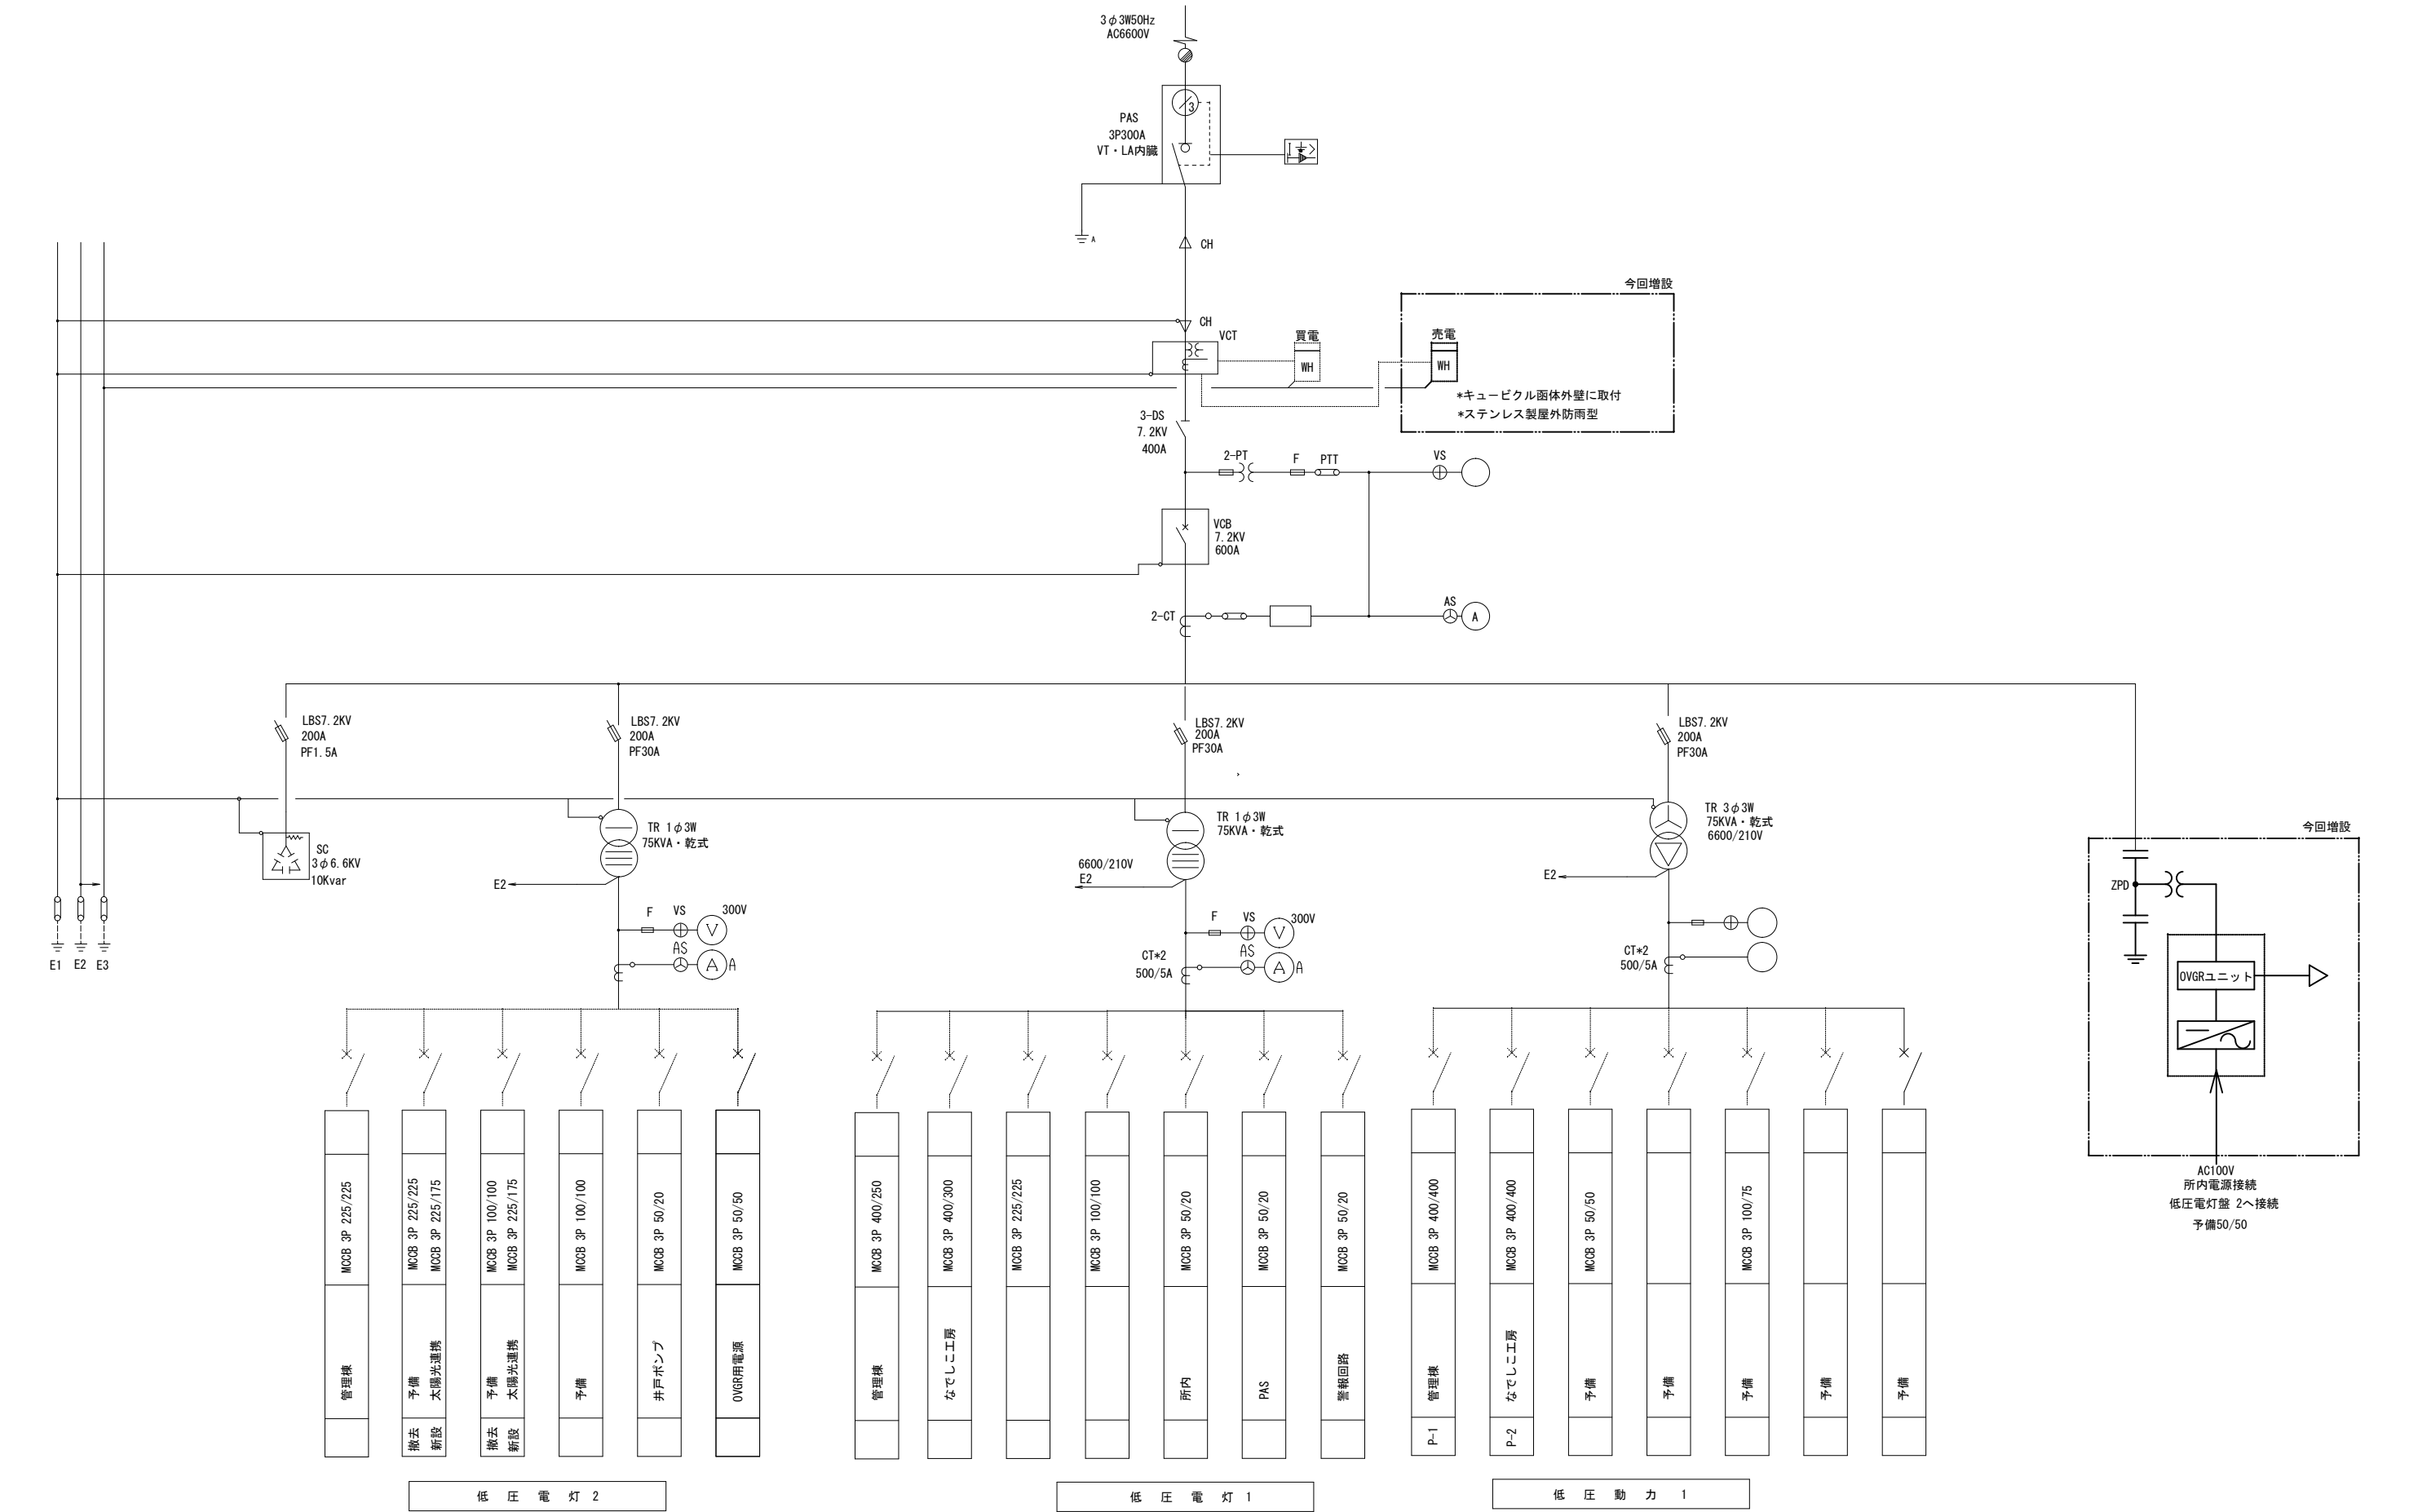 3φ3W50Hz
AC6600V
PAS
3P300A
VT・LA内臓
3
A
CH
CH
VCT
買電
WH
今回増設
売電
WH
*キュービクル函体外壁に取付
*ステンレス製屋外防雨型
3-DS
7.2KV
400A
2-PT
F
PTT
VS
VCB
7.2KV
600A
2-CT
AS
A
LBS7.2KV
200A
PF1.5A
LBS7.2KV
200A
PF30A
LBS7.2KV
200A
PF30A
LBS7.2KV
200A
PF30A
SC
3φ6.6KV
10Kvar
TR 1φ3W
75KVA・乾式
E2
TR 1φ3W
75KVA・乾式
6600/210V
E2
TR 3φ3W
75KVA・乾式
6600/210V
E2
E1
E2
E3
F
VS
V
300V
AS
A
A
F
VS
V
300V
CT*2
500/5A
AS
A
A
CT*2
500/5A
今回増設
ZPD
OVGRユニット
AC100V
所内電源接続
低圧電灯盤 2へ接続
予備50/50
MCCB 3P 225/225
管理棟
MCCB 3P 225/225
MCCB 3P 225/175
予備
太陽光連携
撤去
新設
MCCB 3P 100/100
MCCB 3P 225/175
予備
太陽光連携
撤去
新設
MCCB 3P 100/100
予備
MCCB 3P 50/20
井戸ポンプ
MCCB 3P 50/50
OVGR用電源
低圧電灯 2
MCCB 3P 400/250
管理棟
MCCB 3P 400/300
なでしこ工房
MCCB 3P 225/225
MCCB 3P 100/100
MCCB 3P 50/20
所内
MCCB 3P 50/20
PAS
MCCB 3P 50/20
警報回路
低圧電灯 1
MCCB 3P 400/400
管理棟
P-1
MCCB 3P 400/400
なでしこ工房
P-2
MCCB 3P 50/50
予備
予備
MCCB 3P 100/75
予備
予備
予備
低圧動力 1